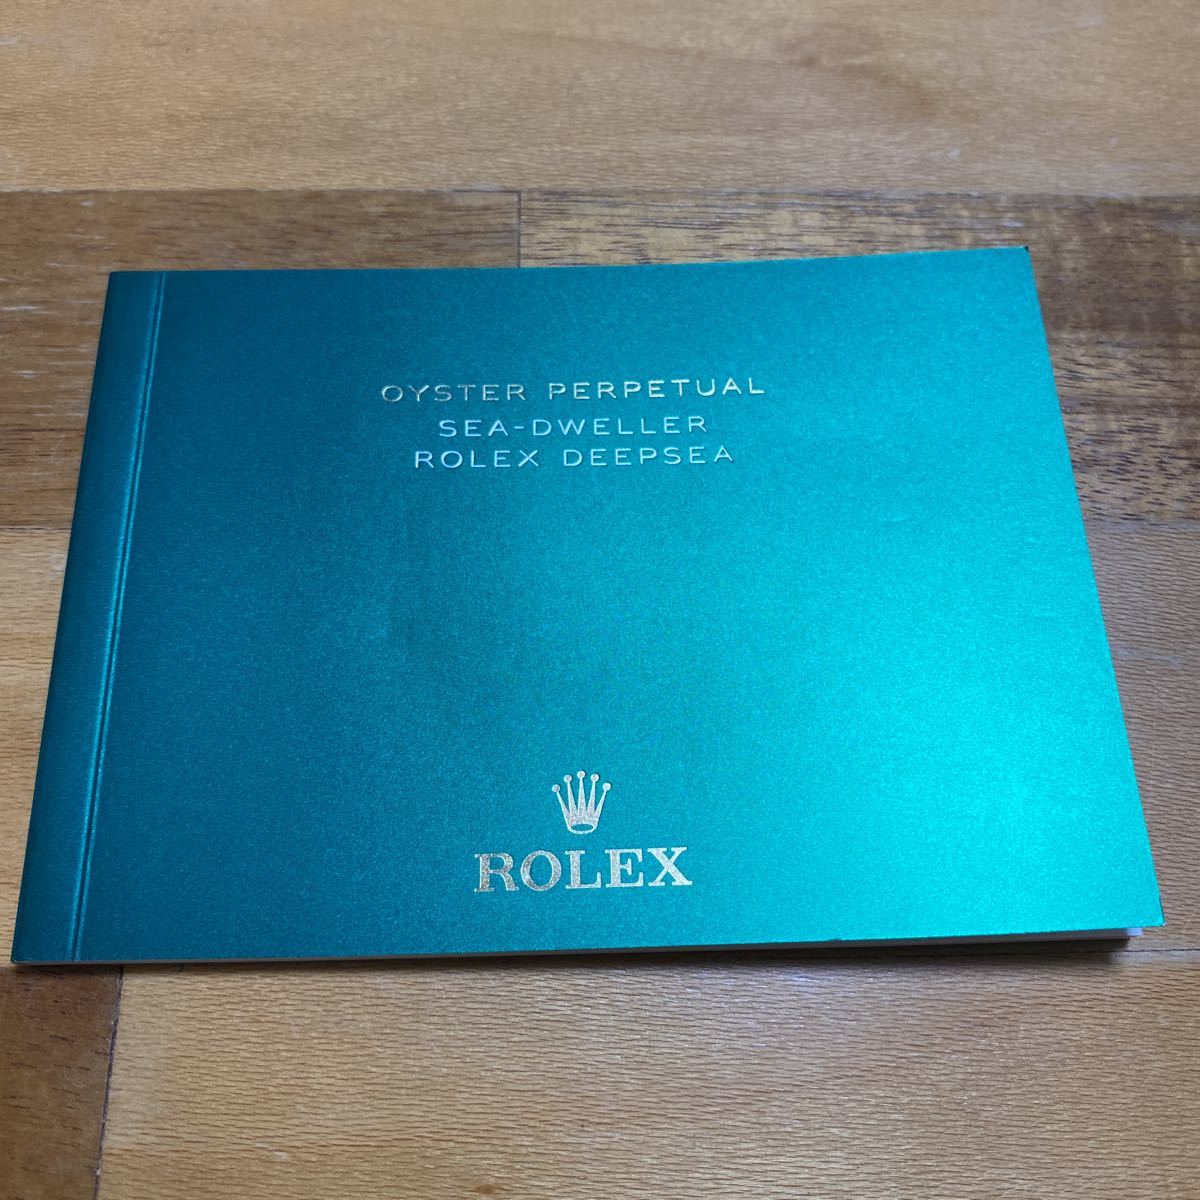 OYSTER PERPETUAL
SEA-DWELLER
ROLEX DEEPSEA
ROLEX